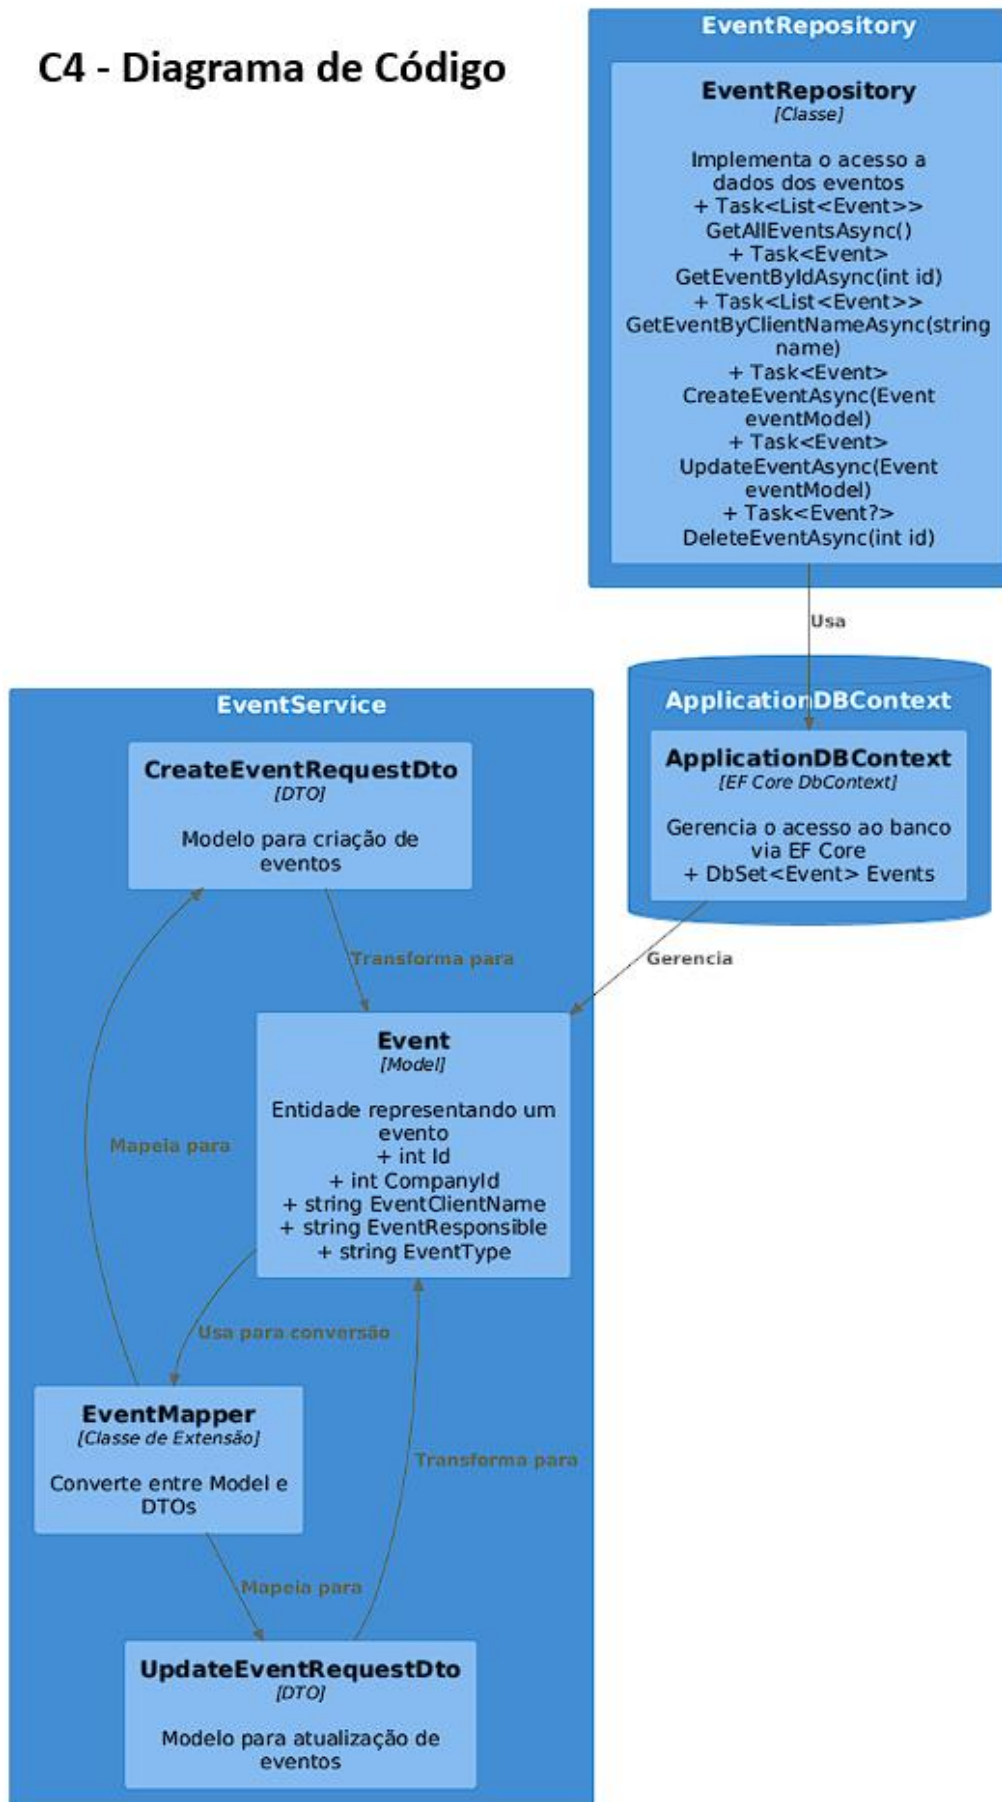 C4 - Diagrama de Código
EventRepository
EventRepository
[Classe]
Implementa o acesso a
dados dos eventos
+ Task<List<Event>>
GetAllEventsAsync()
+ Task<Event>
GetEventByIdAsync(int id)
+ Task<List<Event>>
GetEventByClientNameAsync(string
name)
+ Task<Event>
CreateEventAsync(Event
eventModel)
+ Task<Event>
UpdateEventAsync(Event
eventModel)
+ Task<Event?>
DeleteEventAsync(int id)
Usa
ApplicationDBContext
ApplicationDBContext
[EF Core DbContext]
Gerencia o acesso ao banco
via EF Core
+ DbSet<Event> Events
Gerencia
EventService
CreateEventRequestDto
[DTO]
Modelo para criação de
eventos
Transforma para
Event
[Model]
Entidade representando um
evento
+ int Id
+ int CompanyId
+ string EventClientName
+ string EventResponsible
+ string EventType
Mapeia para
Usa para conversão
EventMapper
[Classe de Extensão]
Converte entre Model e
DTOs
Transforma para
Mapeia para
UpdateEventRequestDto
[DTO]
Modelo para atualização de
eventos